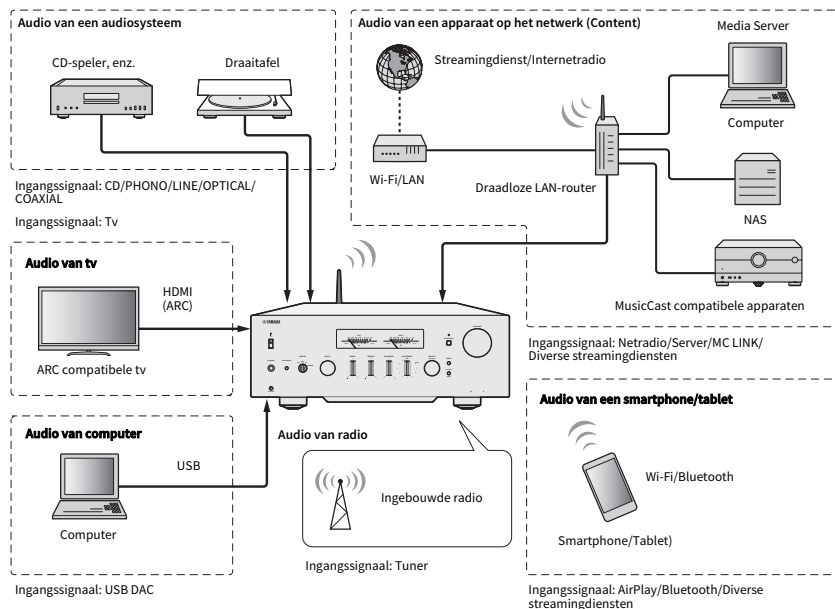 Audio van een audiosysteem
CD-speler, enz.
Draaitafel
Ingangssignaal: CD/PHONO/LINE/OPTICAL/
COAXIAL
Ingangssignaal: Tv
Audio van tv
HDMI
(ARC)
ARC compatibele tv
Audio van computer
USB
Computer
Ingangssignaal: USB DAC
YAMAHA
Audio van radio
Ingebouwde radio
Ingangssignaal: Tuner
Audio van een apparaat op het netwerk (Content)
Streamingdienst/Internetradio
Wi-Fi/LAN
Draadloze LAN-router
Media Server
Computer
NAS
MusicCast compatibele apparaten
Ingangssignaal: Netradio/Server/MC LINK/
Diverse streamingdiensten
Audio van een smartphone/tablet
Wi-Fi/Bluetooth
Smartphone/Tablet)
Ingangssignaal: AirPlay/Bluetooth/Diverse
streamingdiensten